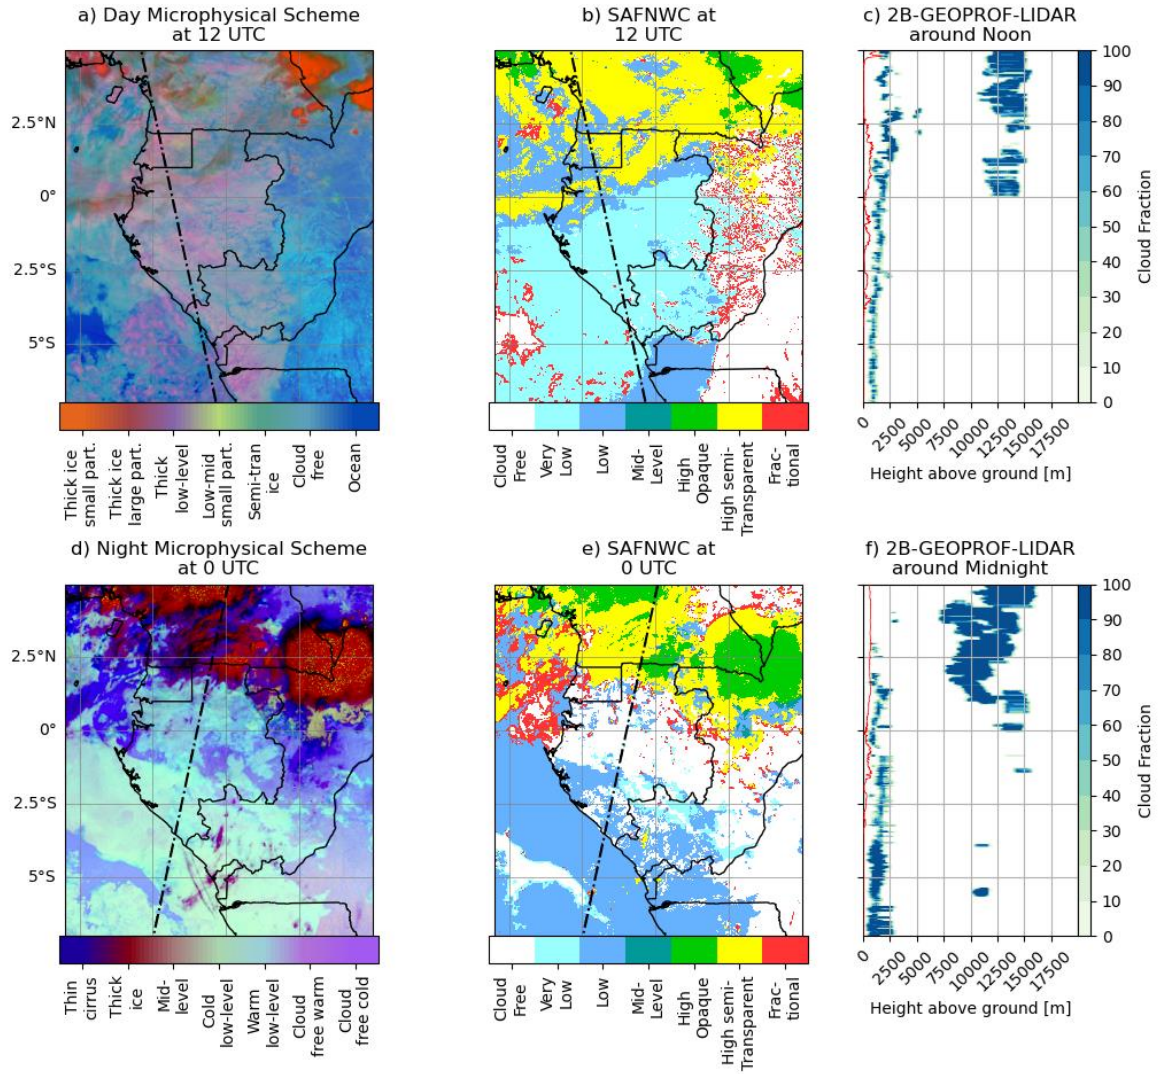 a) Day Microphysical Scheme
at 12 UTC
b) SAFNWC at
12 UTC
c) 2B-GEOPROF-LIDAR
around Noon
2.5°N
0°
2.5°S
5°S
Thick ice
small part.
Thick ice
large part.
Thick
low-level
Low-mid
small part.
Semi-tran
ice
Cloud
free
Ocean
Cloud
Free
Very
Low
Low
Mid-
Level
High
Opaque
High semi-
Transparent
Frac-
tional
0
2500
5000
7500
10000
12500
15000
17500
Height above ground [m]
100
90
80
70
60
50
40
30
20
10
0
Cloud Fraction
d) Night Microphysical Scheme
at 0 UTC
e) SAFNWC at
0 UTC
f) 2B-GEOPROF-LIDAR
around Midnight
2.5°N
0°
2.5°S
5°S
Thin
cirrus
Thick
ice
Mid-
level
Cold
low-level
Warm
low-level
Cloud
free warm
Cloud
free cold
Cloud
Free
Very
Low
Low
Mid-
Level
High
Opaque
High semi-
Transparent
Frac-
tional
0
2500
5000
7500
10000
12500
15000
17500
Height above ground [m]
100
90
80
70
60
50
40
30
20
10
0
Cloud Fraction